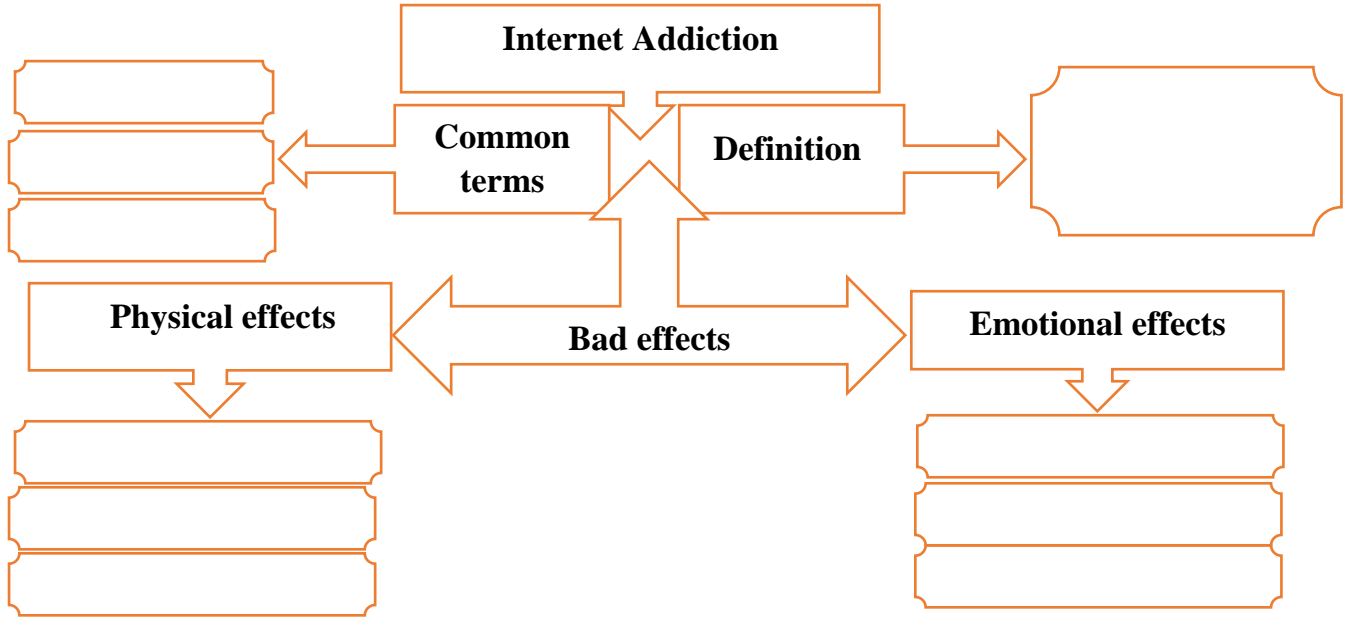 Internet Addiction
Common
terms
Definition
Physical effects
Bad effects
Emotional effects